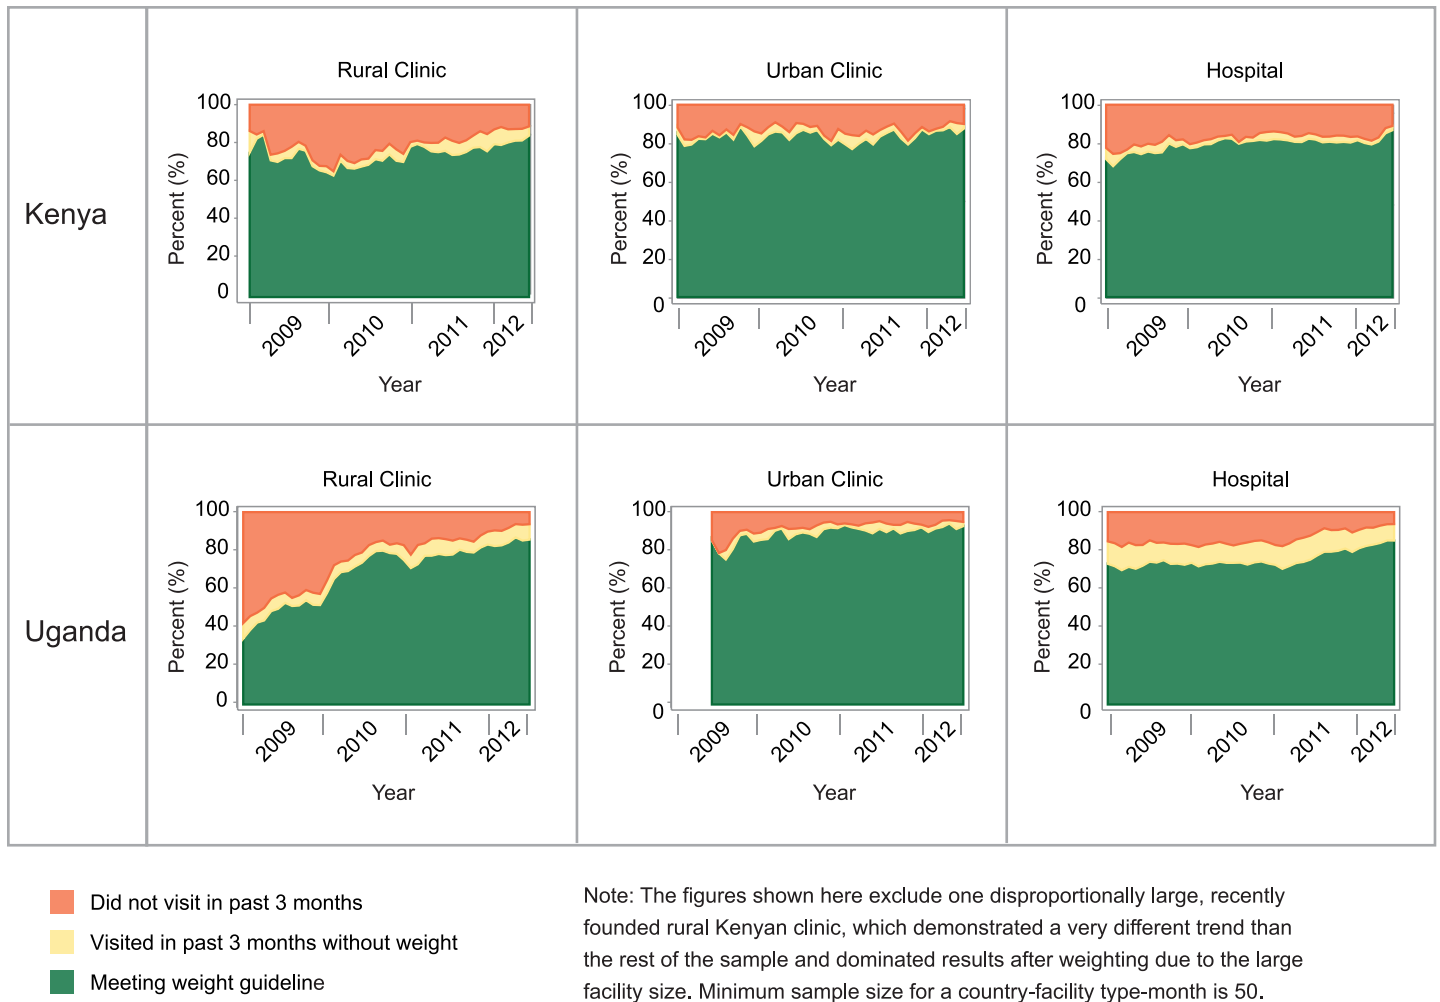 Kenya
Rural Clinic
Percent (%)
100
80
60
40
20
0
2009
2010
2011
2012
Year
Urban Clinic
Percent (%)
100
80
60
40
20
0
2009
2010
2011
2012
Year
Hospital
Percent (%)
100
80
60
40
20
0
2009
2010
2011
2012
Year
Uganda
Rural Clinic
Percent (%)
100
80
60
40
20
0
2009
2010
2011
2012
Year
Urban Clinic
Percent (%)
100
80
60
40
20
0
2009
2010
2011
2012
Year
Hospital
Percent (%)
100
80
60
40
20
0
2009
2010
2011
2012
Year
Did not visit in past 3 months
Visited in past 3 months without weight
Meeting weight guideline
Note: The figures shown here exclude one disproportionally large, recently
founded rural Kenyan clinic, which demonstrated a very different trend than
the rest of the sample and dominated results after weighting due to the large
facility size. Minimum sample size for a country-facility type-month is 50.